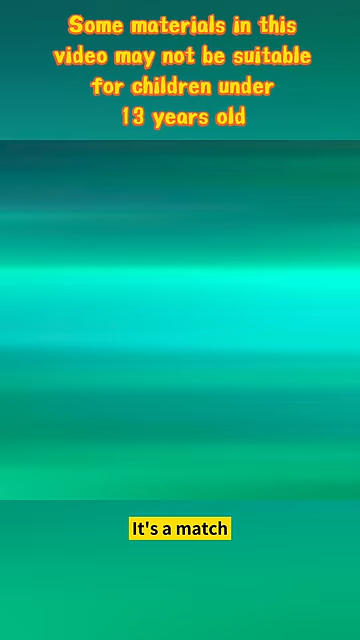 Some materials in this
video may not be suitable
for children under
13 years old
It's a match